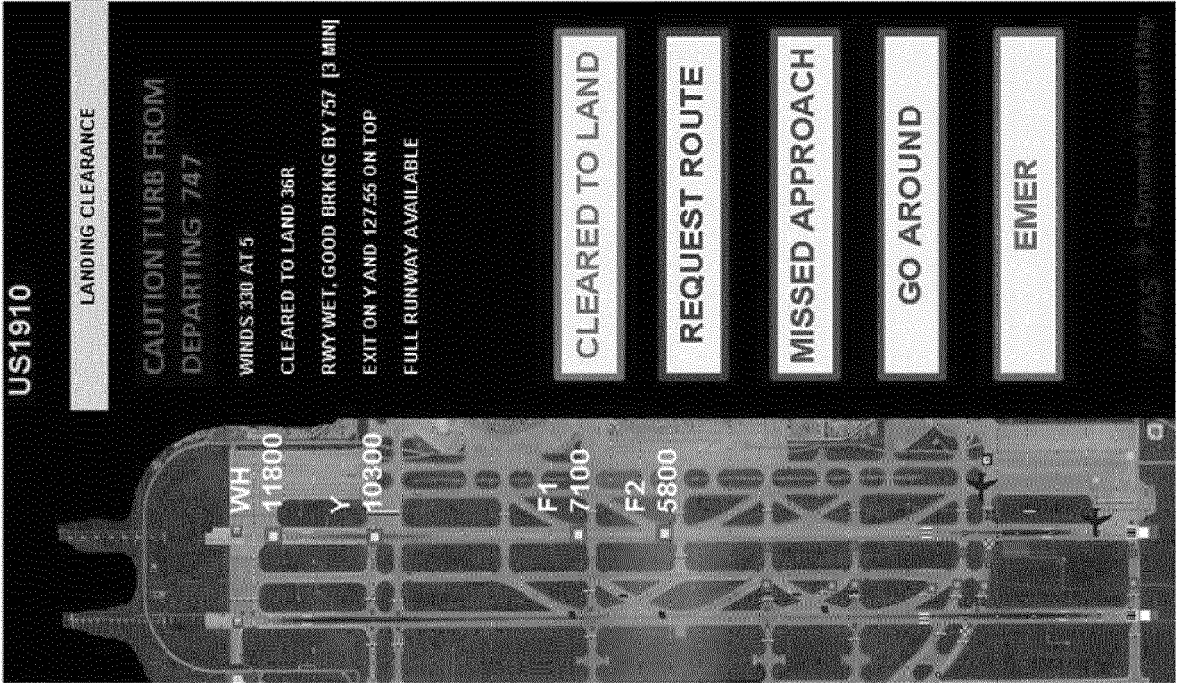 US1910
LANDING CLEARANCE
CAUTION TURB FROM
DEPARTING 747
WINDS 330 AT 5
CLEARED TO LAND 36R
RWY WET, GOOD BRKNG BY 757 [3 MIN]
EXIT ON Y AND 127.55 ON TOP
FULL RUNWAY AVAILABLE
CLEARED TO LAND
REQUEST ROUTE
MISSED APPROACH
GO AROUND
EMER
WH
11800
Y
10300
F1
7100
F2
5800